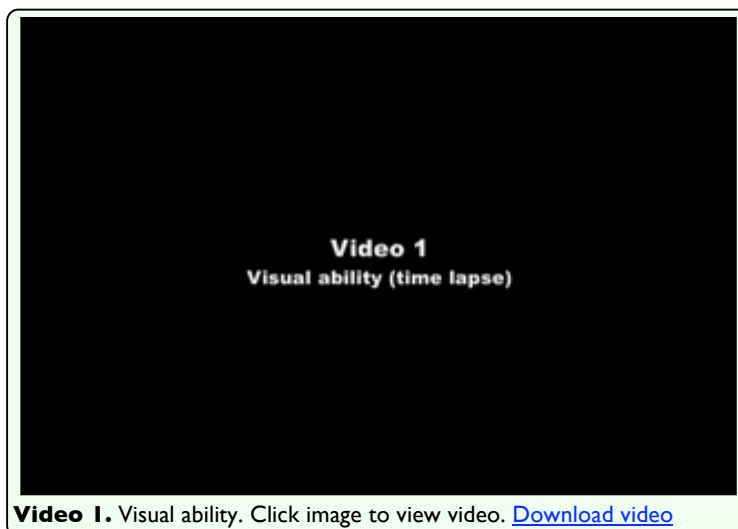 Video 1
Visual ability (time lapse)
Video 1. Visual ability. Click image to view video. Download video